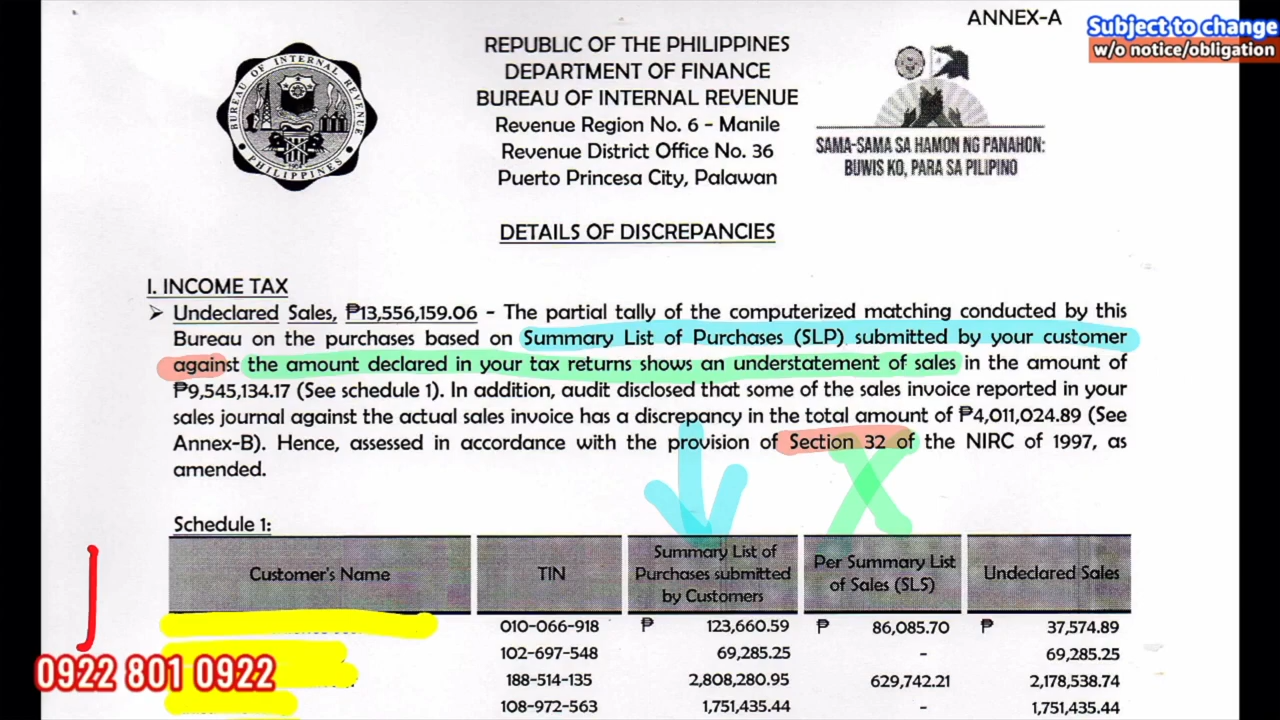 ANNEX-A
Subject to change
w/o notice/obligation
REPUBLIC OF THE PHILIPPINES
DEPARTMENT OF FINANCE
BUREAU OF INTERNAL REVENUE
Revenue Region No. 6 - Manile
Revenue District Office No. 36
Puerto Princesa City, Palawan
BUREAU OF INTERNAL REVENUE
PHILIPPINES
SAMA-SAMA SA HAMON NG PANAHON:
BUWIS KO, PARA SA PILIPINO
DETAILS OF DISCREPANCIES
I. INCOME TAX
➤ Undeclared Sales, ₱13,556,159.06 - The partial tally of the computerized matching conducted by this
Bureau on the purchases based on Summary List of Purchases (SLP) submitted by your customer
against the amount declared in your tax returns shows an understatement of sales in the amount of
₱9,545,134.17 (See schedule 1). In addition, audit disclosed that some of the sales invoice reported in your
sales journal against the actual sales invoice has a discrepancy in the total amount of ₱4,011,024.89 (See
Annex-B). Hence, assessed in accordance with the provision of Section 32 of the NIRC of 1997, as
amended.
Schedule 1:
Customer's Name TIN Summary List of Purchases submitted by Customers Per Summary List of Sales (SLS) Undeclared Sales
010-066-918 ₱ 123,660.59 ₱ 86,085.70 ₱ 37,574.89
102-697-548 69,285.25 - 69,285.25
188-514-135 2,808,280.95 629,742.21 2,178,538.74
108-972-563 1,751,435.44 - 1,751,435.44
0922 801 0922